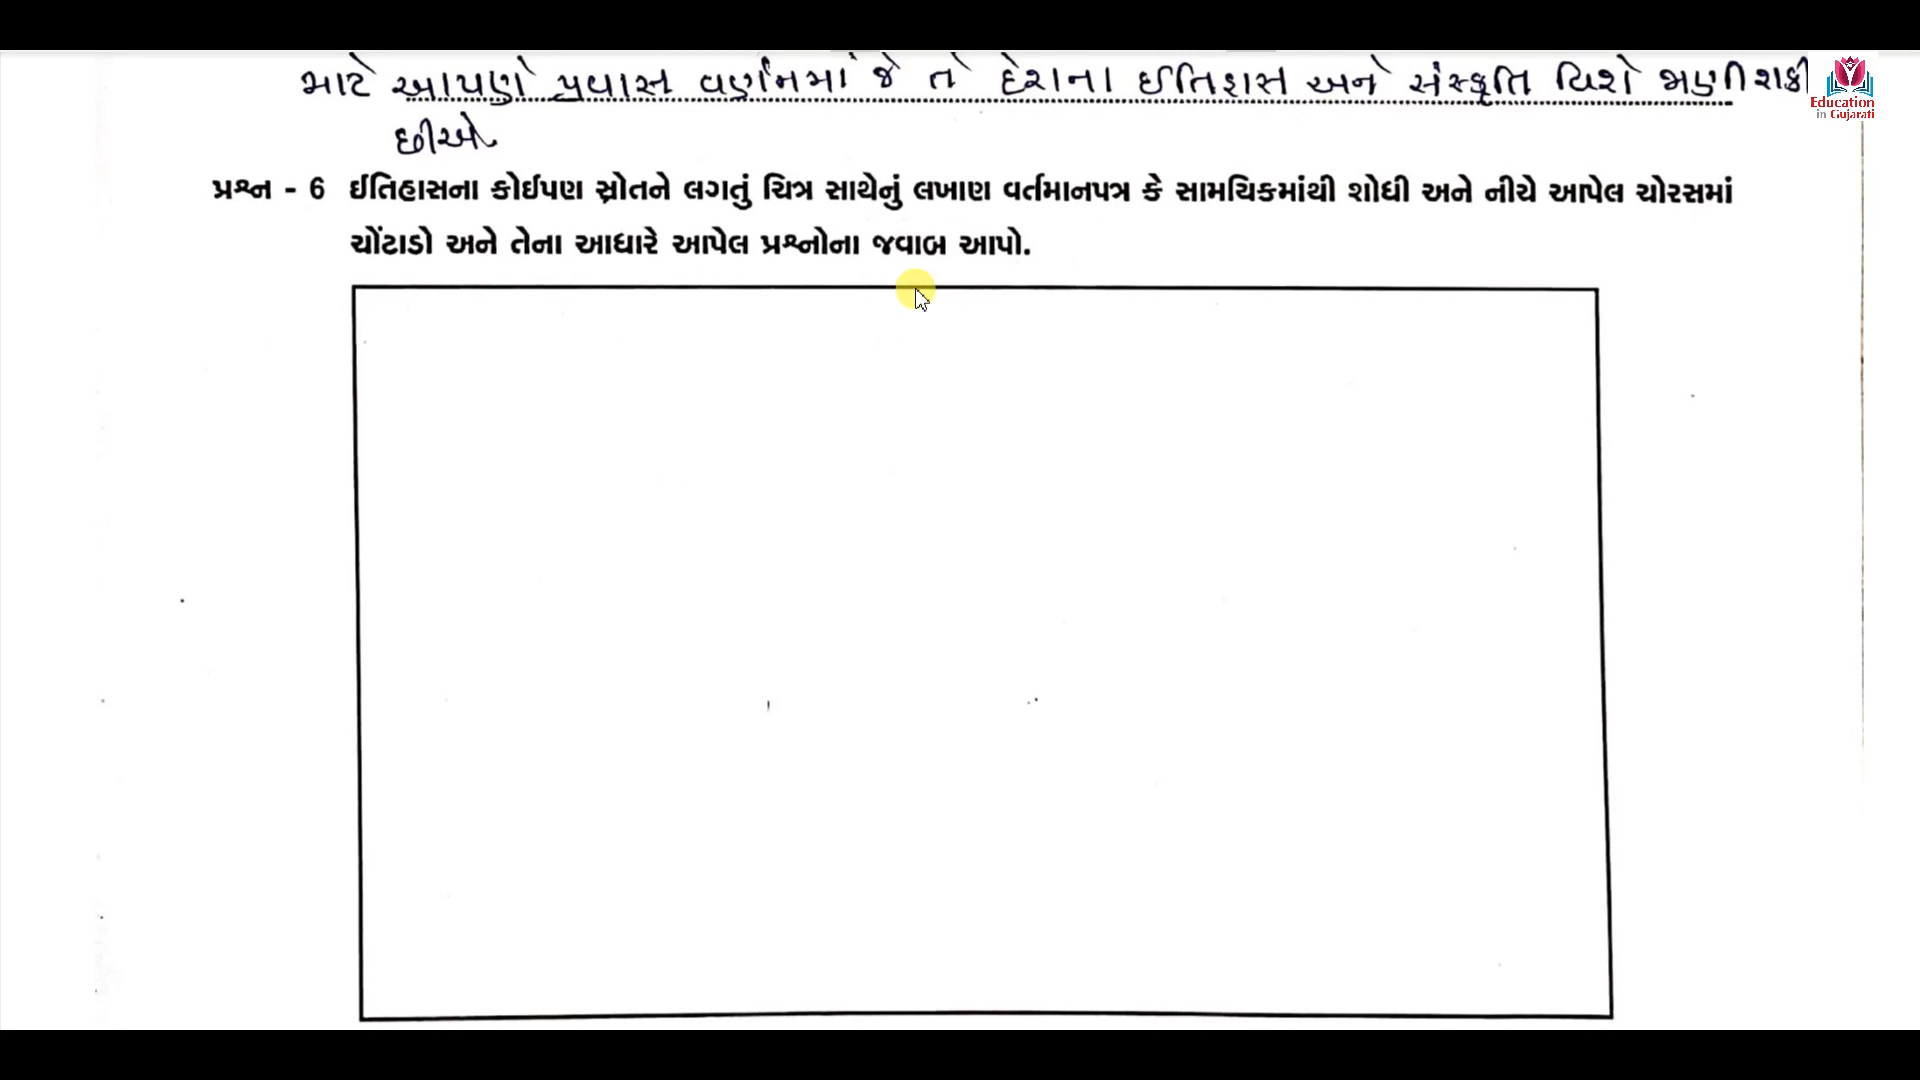 માટે આપણે પ્રવાસ વર્ણનમાં જે તે દેશના ઈતિહાસ અને સંસ્કૃતિ વિશે જાણી શકી
છીએ
Education
in Gujarati
પ્રશ્ન - 6 ઈતિહાસના કોઈપણ સ્રોતને લગતું ચિત્ર સાથેનું લખાણ વર્તમાનપત્ર કે સામયિકમાંથી શોધી અને નીચે આપેલ ચોરસમાં
ચોંટાડો અને તેના આધારે આપેલ પ્રશ્નોના જવાબ આપો.